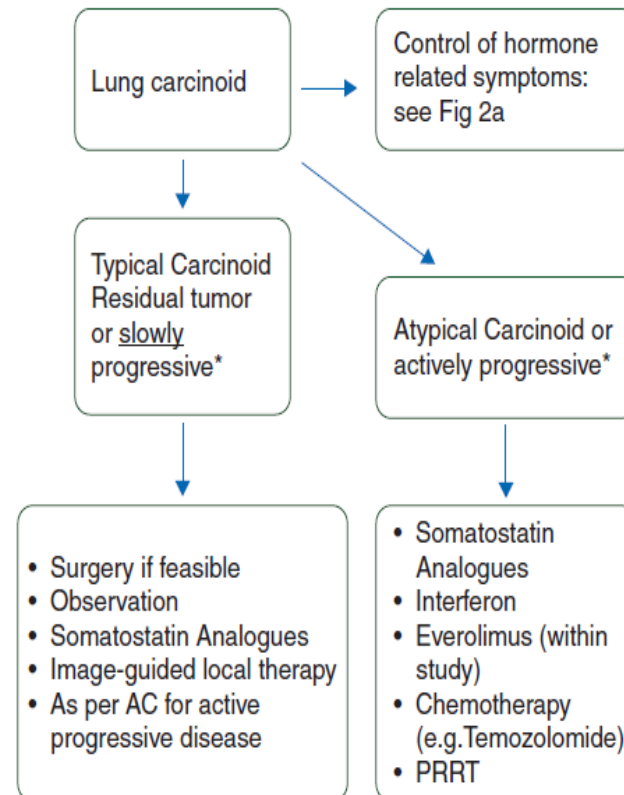 Lung carcinoid
Control of hormone
related symptoms:
see Fig 2a
Typical Carcinoid
Residual tumor
or slowly
progressive*
Atypical Carcinoid or
actively progressive*
• Surgery if feasible
• Observation
• Somatostatin Analogues
• Image-guided local therapy
• As per AC for active
progressive disease
• Somatostatin
Analogues
• Interferon
• Everolimus (within
study)
• Chemotherapy
(e.g.Temozolomide)
• PRRT